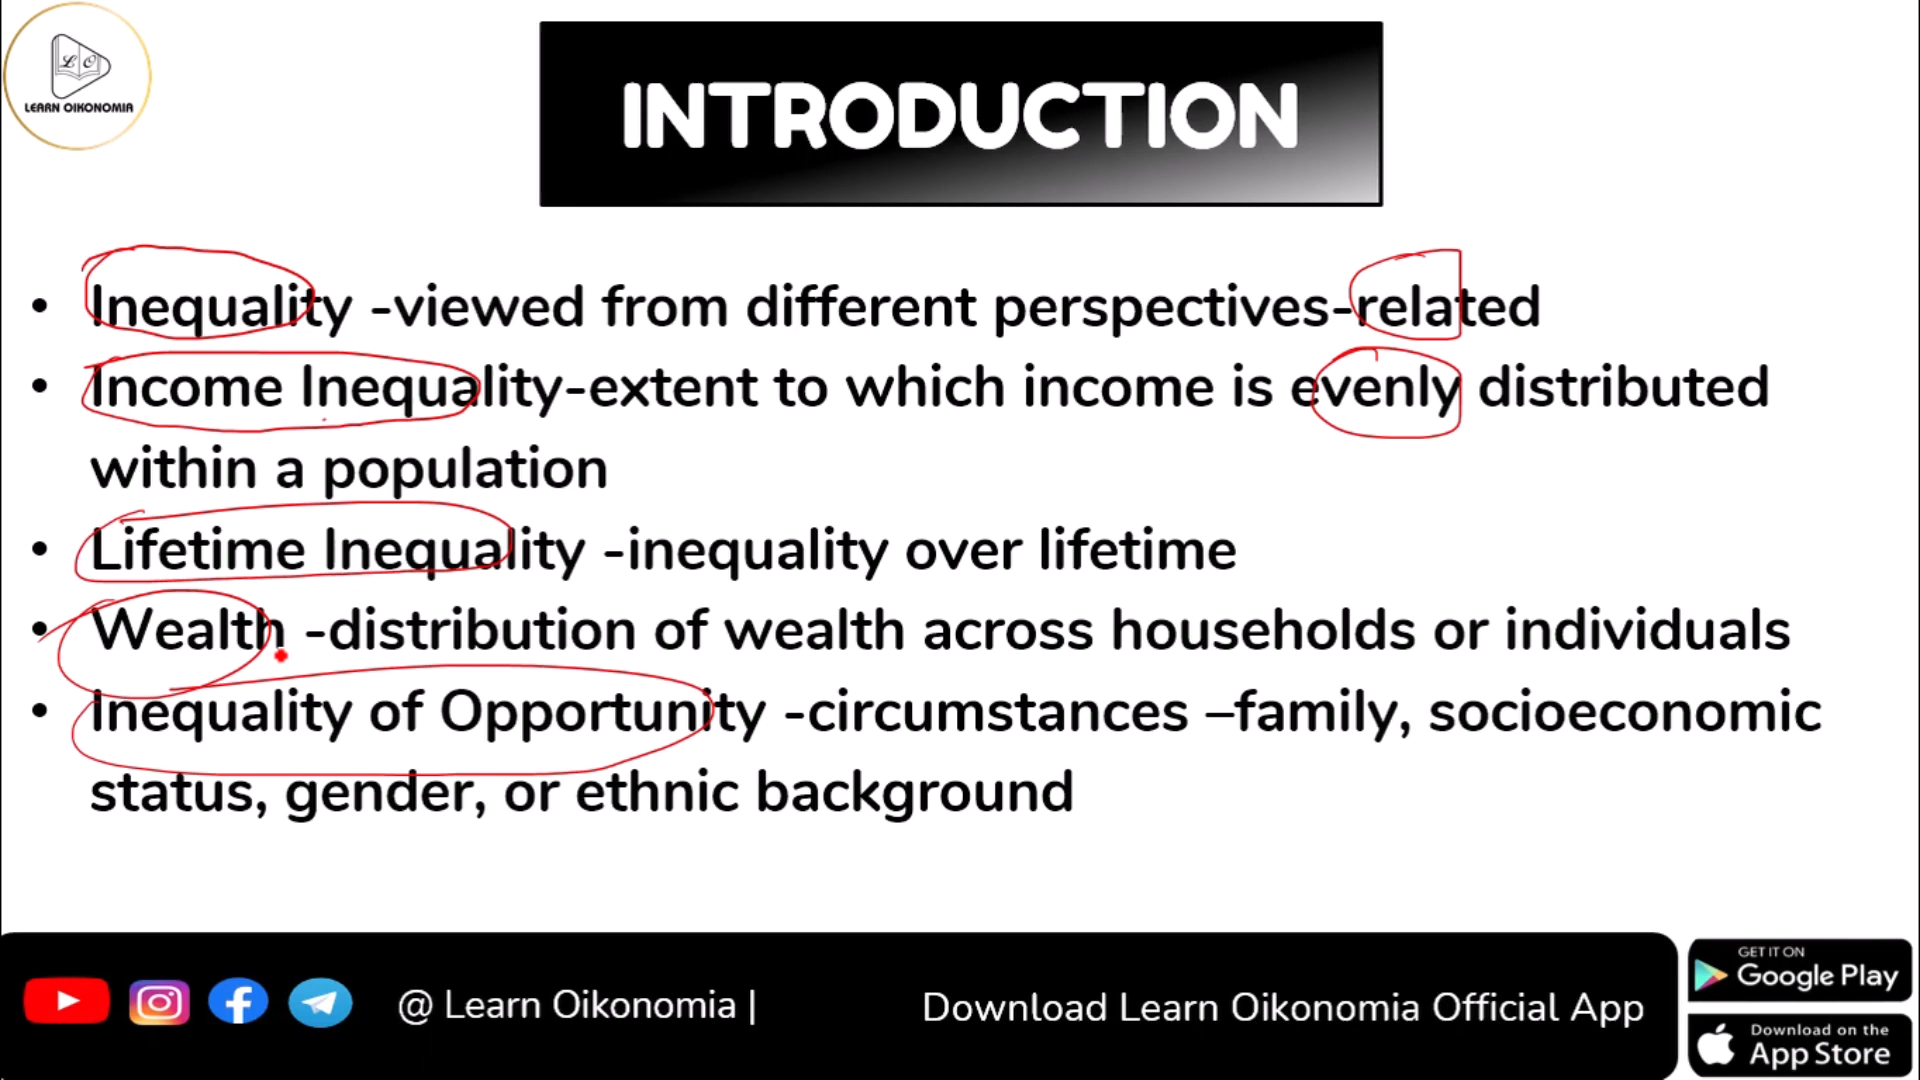 L O
LEARN OIKONOMIA
INTRODUCTION
• Inequality -viewed from different perspectives-related
• Income Inequality-extent to which income is evenly distributed
within a population
• Lifetime Inequality -inequality over lifetime
• Wealth -distribution of wealth across households or individuals
• Inequality of Opportunity -circumstances –family, socioeconomic
status, gender, or ethnic background
@ Learn Oikonomia |
Download Learn Oikonomia Official App
GET IT ON
Google Play
Download on the
App Store